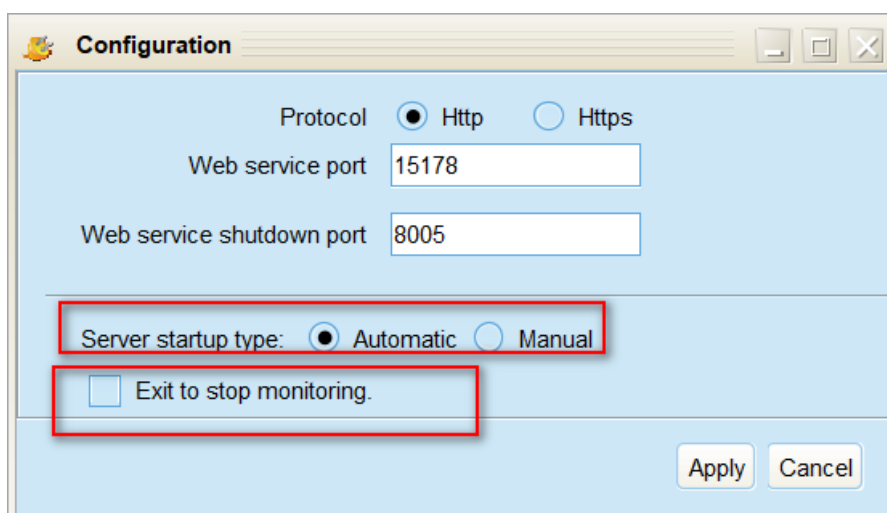 Configuration
Protocol Http Https
Web service port 15178
Web service shutdown port 8005
Server startup type: Automatic Manual
Exit to stop monitoring.
Apply Cancel